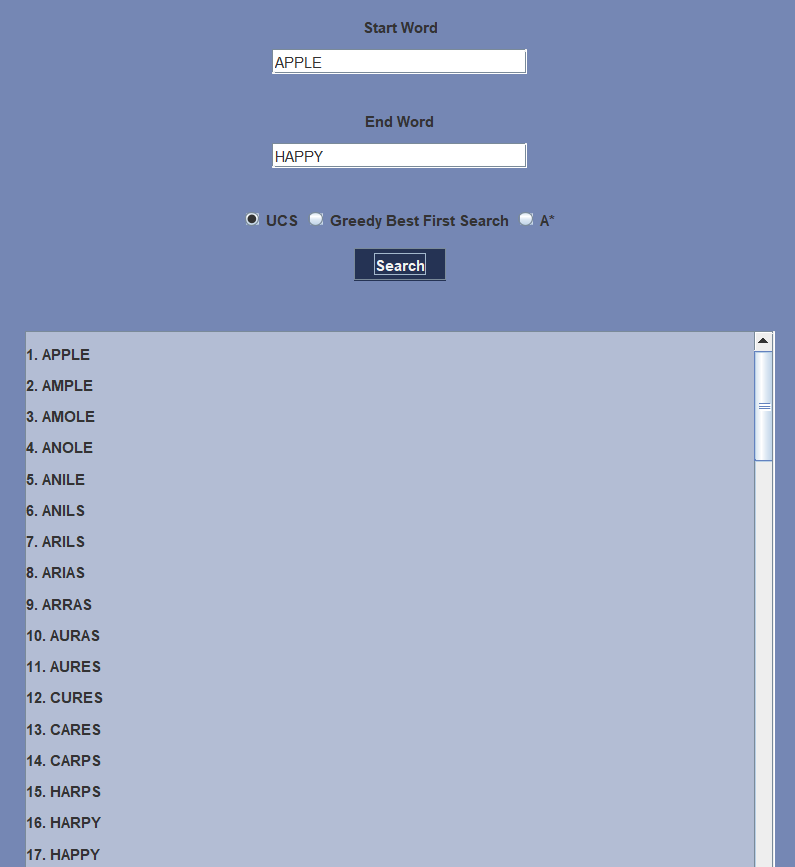 Start Word
APPLE
End Word
HAPPY
UCS Greedy Best First Search A*
Search
1. APPLE
2. AMPLE
3. AMOLE
4. ANOLE
5. ANILE
6. ANILS
7. ARILS
8. ARIAS
9. ARRAS
10. AURAS
11. AURES
12. CURES
13. CARES
14. CARPS
15. HARPS
16. HARPY
17. HAPPY